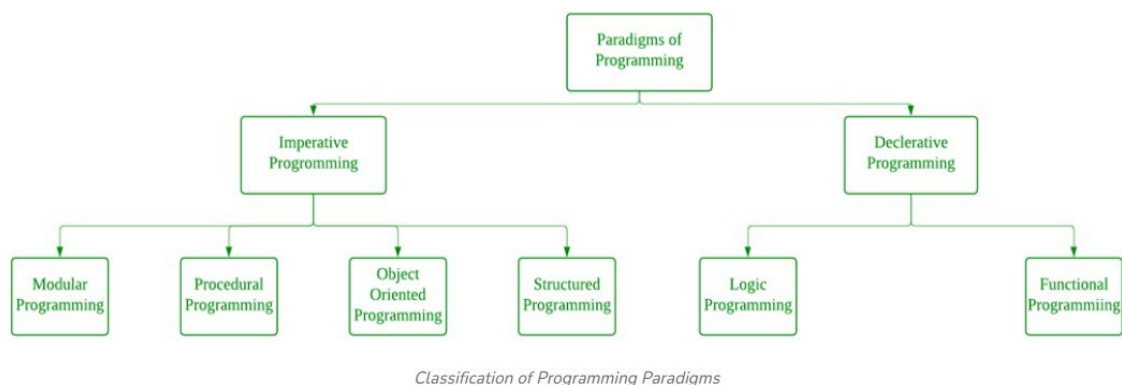 Paradigms of
Programming
Imperative
Progromming
Declerative
Programming
Modular
Programming
Procedural
Programming
Object
Oriented
Programming
Structured
Programming
Logic
Programming
Functional
Programmiing
Classification of Programming Paradigms